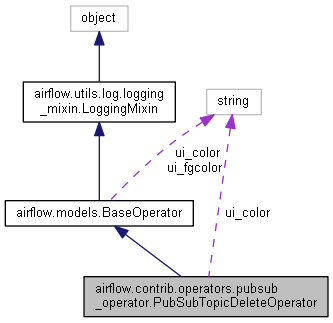 object
airflow.utils.log.logging
_mixin.LoggingMixin
string
ui_color
ui_fgcolor
airflow.models.BaseOperator
ui_color
airflow.contrib.operators.pubsub
_operator.PubSubTopicDeleteOperator